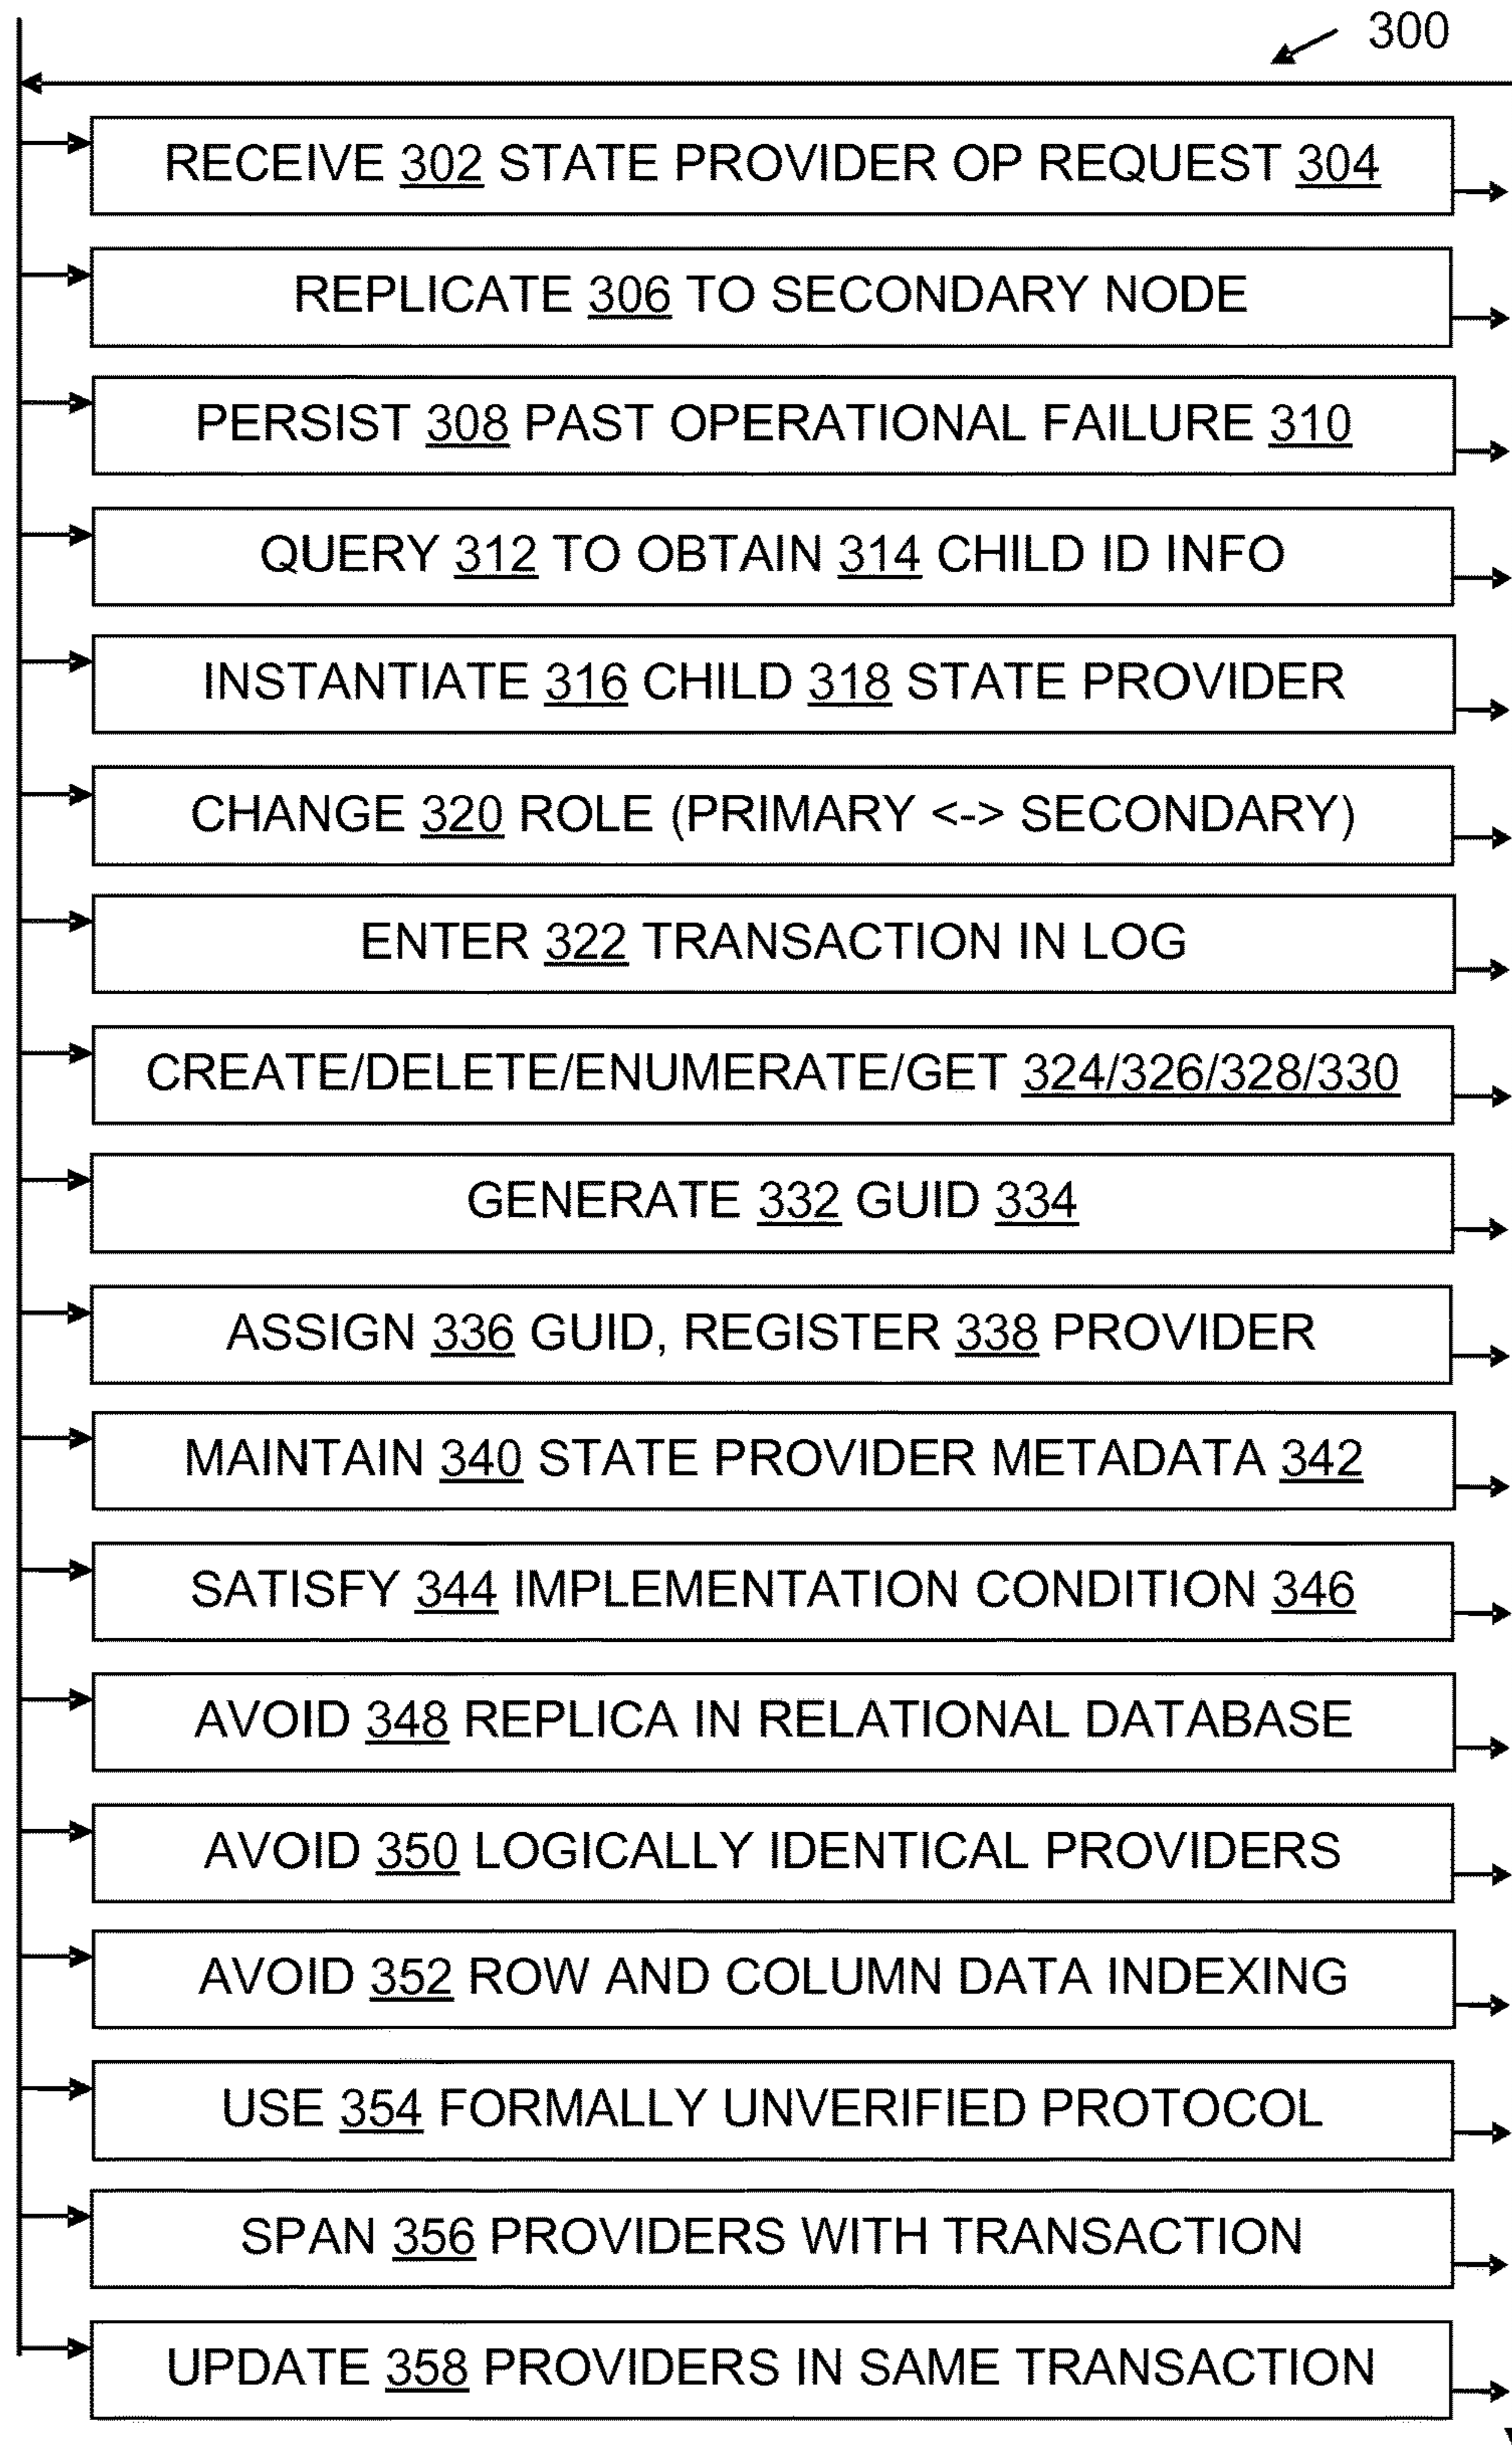 300
RECEIVE 302 STATE PROVIDER OP REQUEST 304
REPLICATE 306 TO SECONDARY NODE
PERSIST 308 PAST OPERATIONAL FAILURE 310
QUERY 312 TO OBTAIN 314 CHILD ID INFO
INSTANTIATE 316 CHILD 318 STATE PROVIDER
CHANGE 320 ROLE (PRIMARY <-> SECONDARY)
ENTER 322 TRANSACTION IN LOG
CREATE/DELETE/ENUMERATE/GET 324/326/328/330
GENERATE 332 GUID 334
ASSIGN 336 GUID, REGISTER 338 PROVIDER
MAINTAIN 340 STATE PROVIDER METADATA 342
SATISFY 344 IMPLEMENTATION CONDITION 346
AVOID 348 REPLICA IN RELATIONAL DATABASE
AVOID 350 LOGICALLY IDENTICAL PROVIDERS
AVOID 352 ROW AND COLUMN DATA INDEXING
USE 354 FORMALLY UNVERIFIED PROTOCOL
SPAN 356 PROVIDERS WITH TRANSACTION
UPDATE 358 PROVIDERS IN SAME TRANSACTION